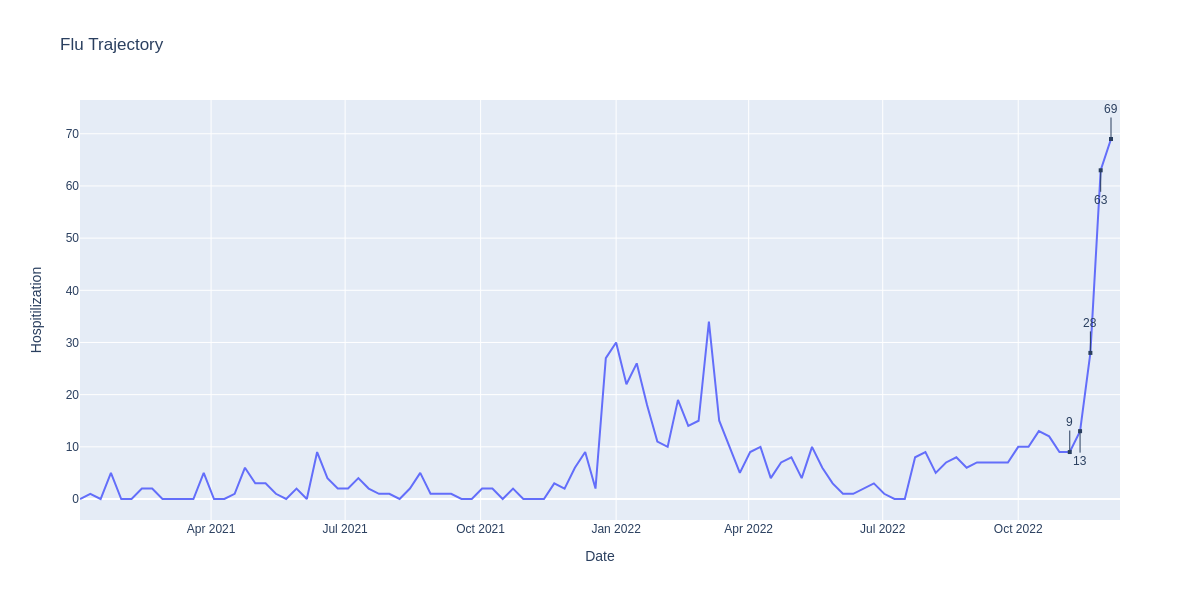 Flu Trajectory
69
70
60
63
50
40
30
28
20
10
9
13
0
Hospitilization
Apr 2021
Jul 2021
Oct 2021
Jan 2022
Apr 2022
Jul 2022
Oct 2022
Date